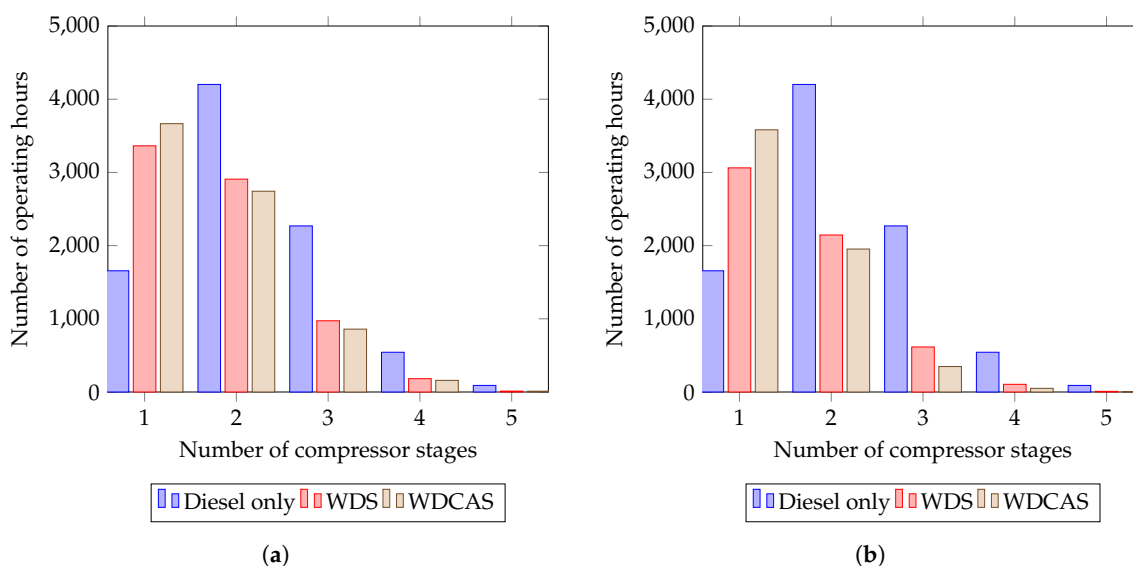 5,000
4,000
3,000
2,000
1,000
0
Number of operating hours
1 2 3 4 5
Number of compressor stages
Diesel only WDS WDCAS
(a)
5,000
4,000
3,000
2,000
1,000
0
Number of operating hours
1 2 3 4 5
Number of compressor stages
Diesel only WDS WDCAS
(b)